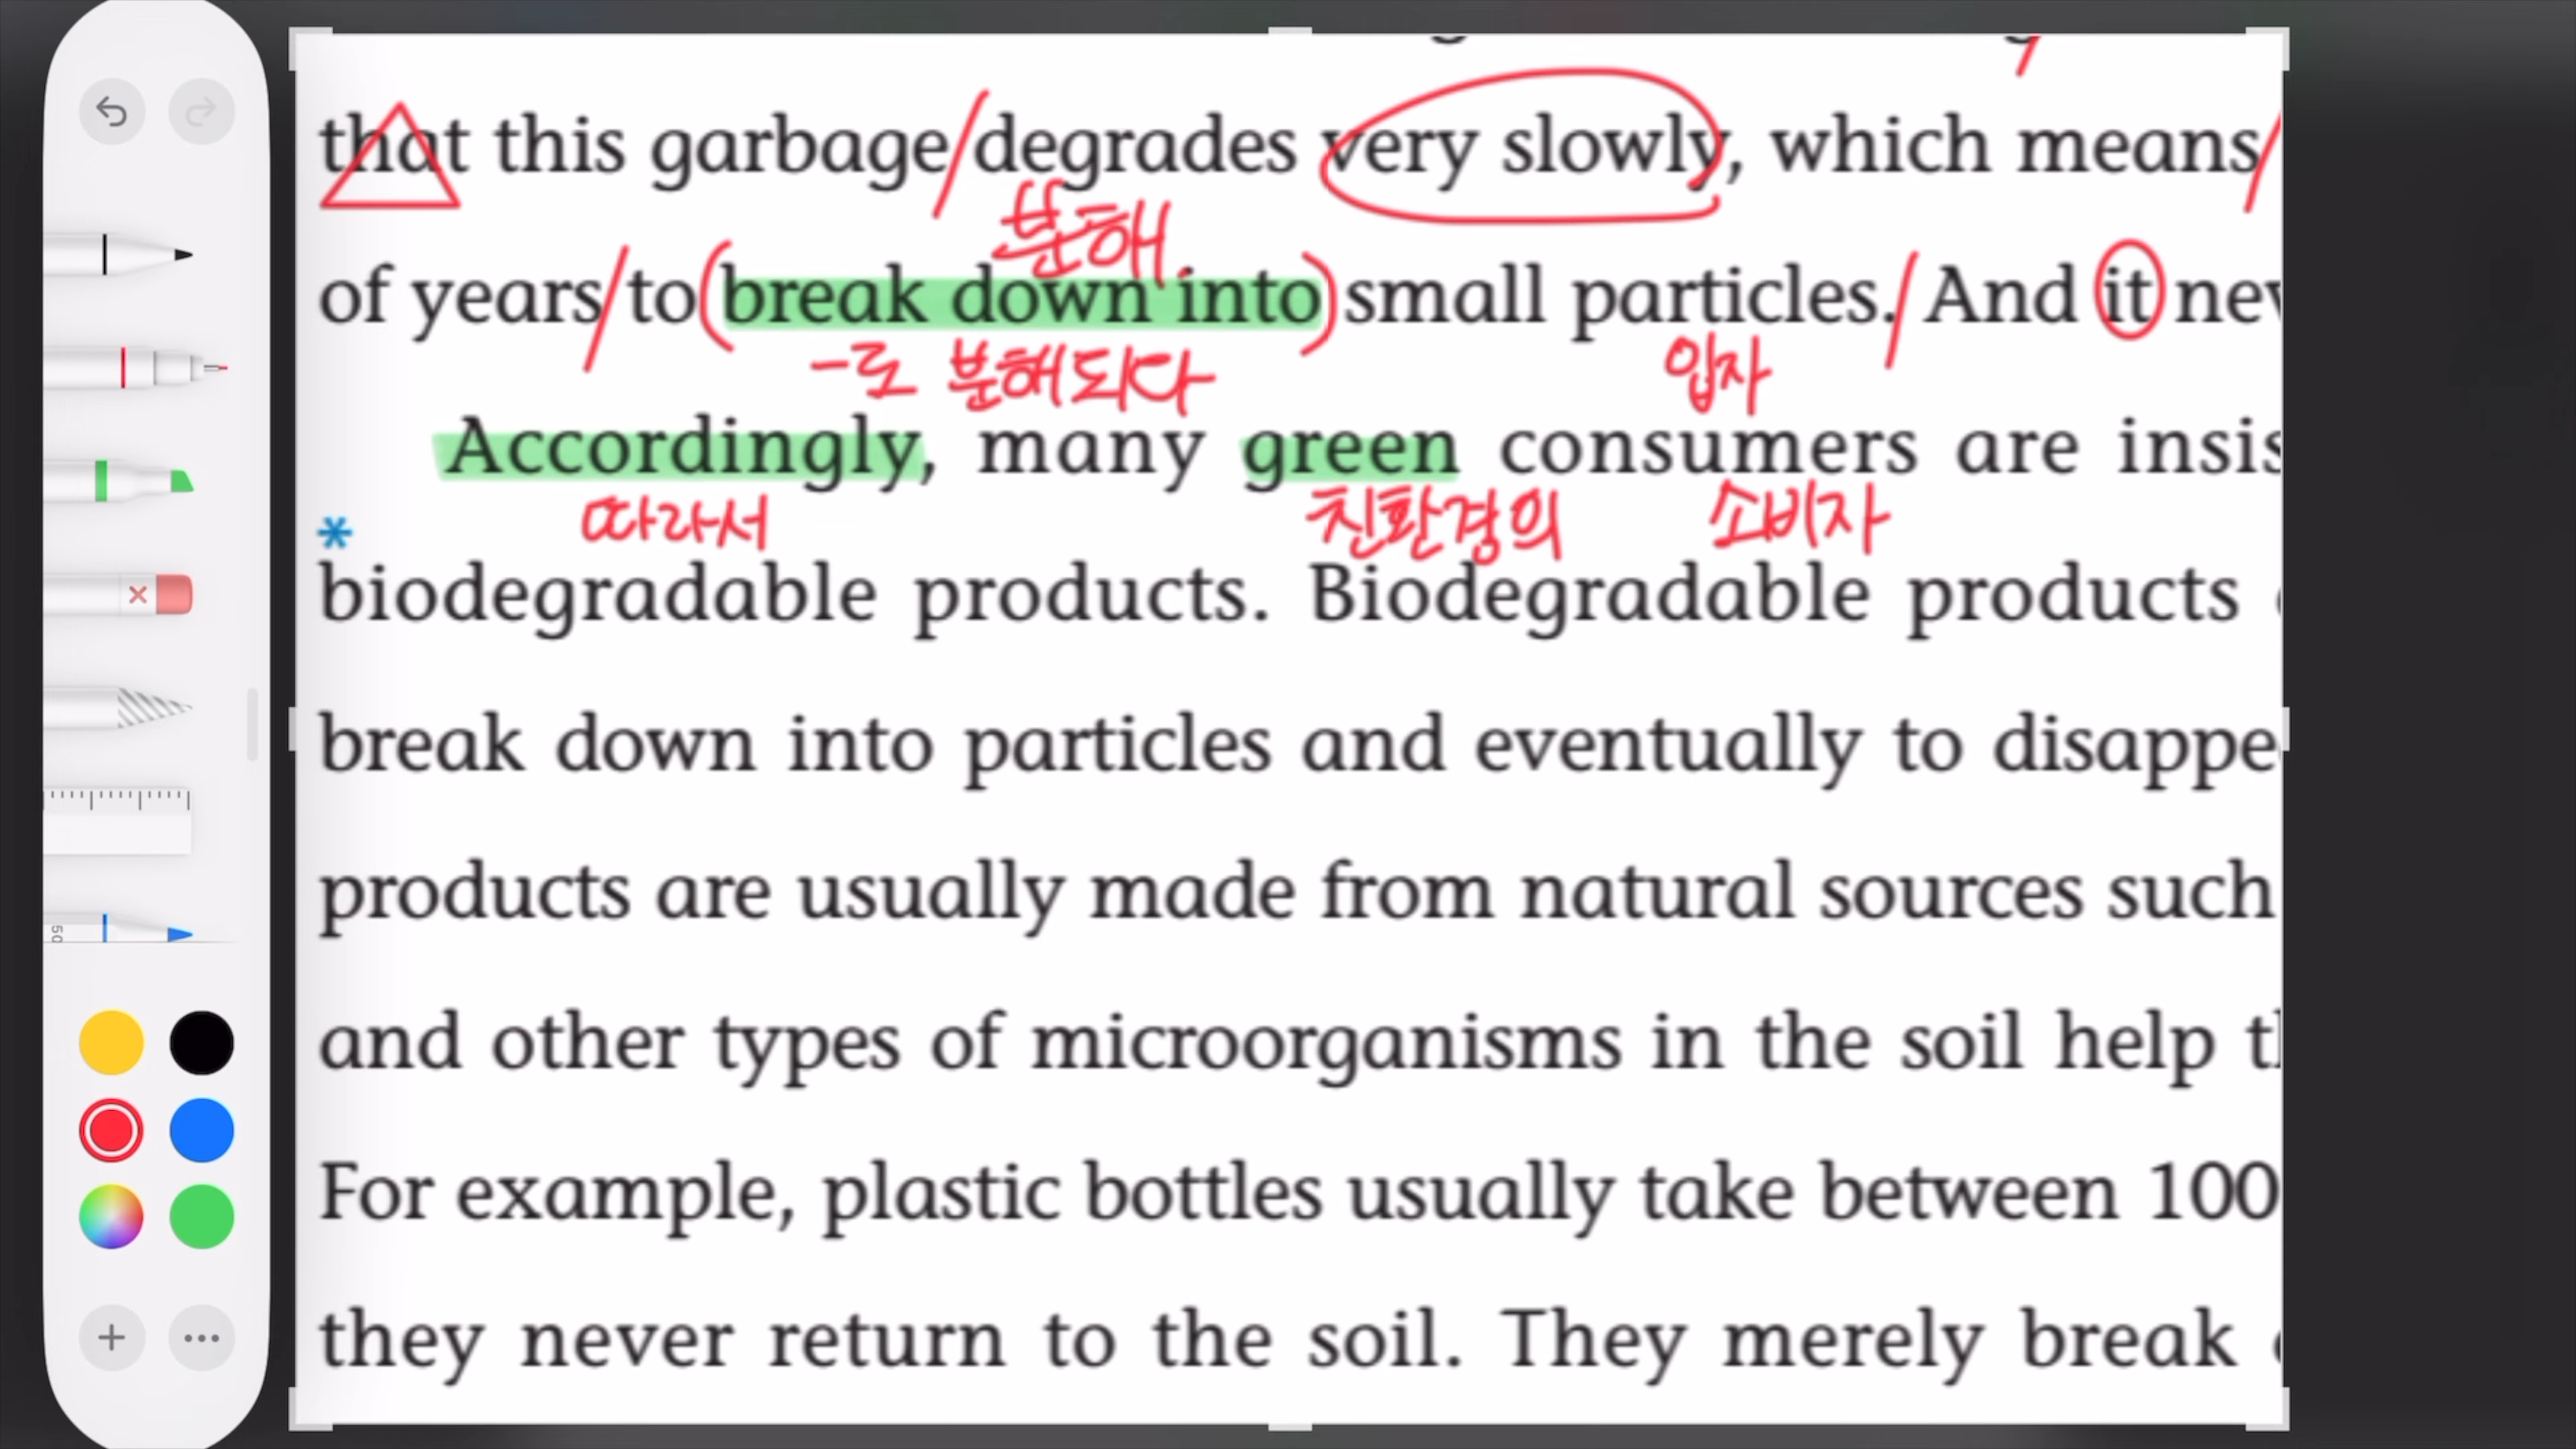 that this garbage/degrades very slowly, which means/
분해.
of years/to (break down into) small particles./ And it
-로 분해되다 입자
Accordingly, many green consumers are
따라서 친환경의 소비자
*
biodegradable products. Biodegradable products
break down into particles and eventually to
products are usually made from natural sources such
and other types of microorganisms in the soil help
For example, plastic bottles usually take between 100
they never return to the soil. They merely break
50